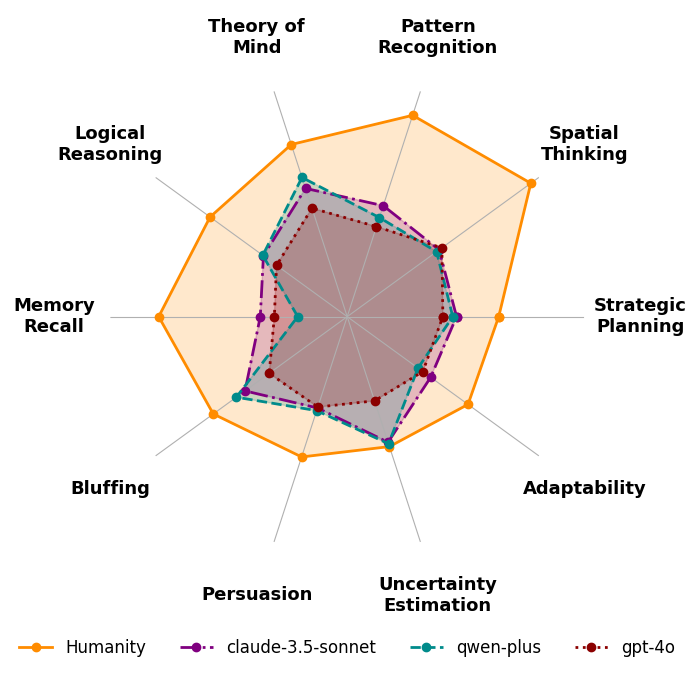 Theory of
Mind
Pattern
Recognition
Logical
Reasoning
Spatial
Thinking
Memory
Recall
Strategic
Planning
Bluffing
Adaptability
Persuasion
Uncertainty
Estimation
Humanity claude-3.5-sonnet qwen-plus gpt-4o